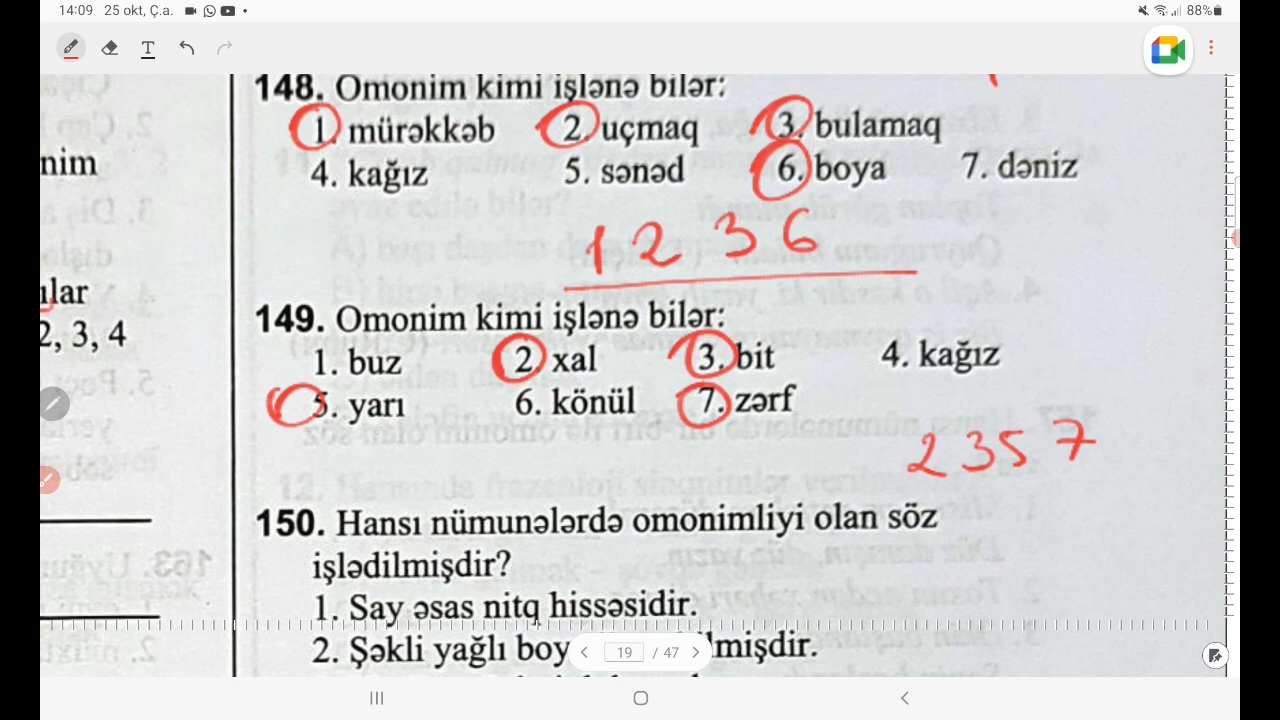 14:09 25 okt, Ç.a. 88%
T
148. Omonim kimi işlənə bilər:
1. mürəkkəb 2. uçmaq 3. bulamaq
4. kağız 5. sənəd 6. boya 7. dəniz
nim
1 2 3 6
lar
2, 3, 4
149. Omonim kimi işlənə bilər:
1. buz 2. xal 3. bit 4. kağız
5. yarı 6. könül 7. zərf
2 3 5 7
150. Hansı nümunələrdə omonimliyi olan söz
işlədilmişdir?
1. Say əsas nitq hissəsidir.
2. Şəkli yağlı boy mişdir.
19 / 47